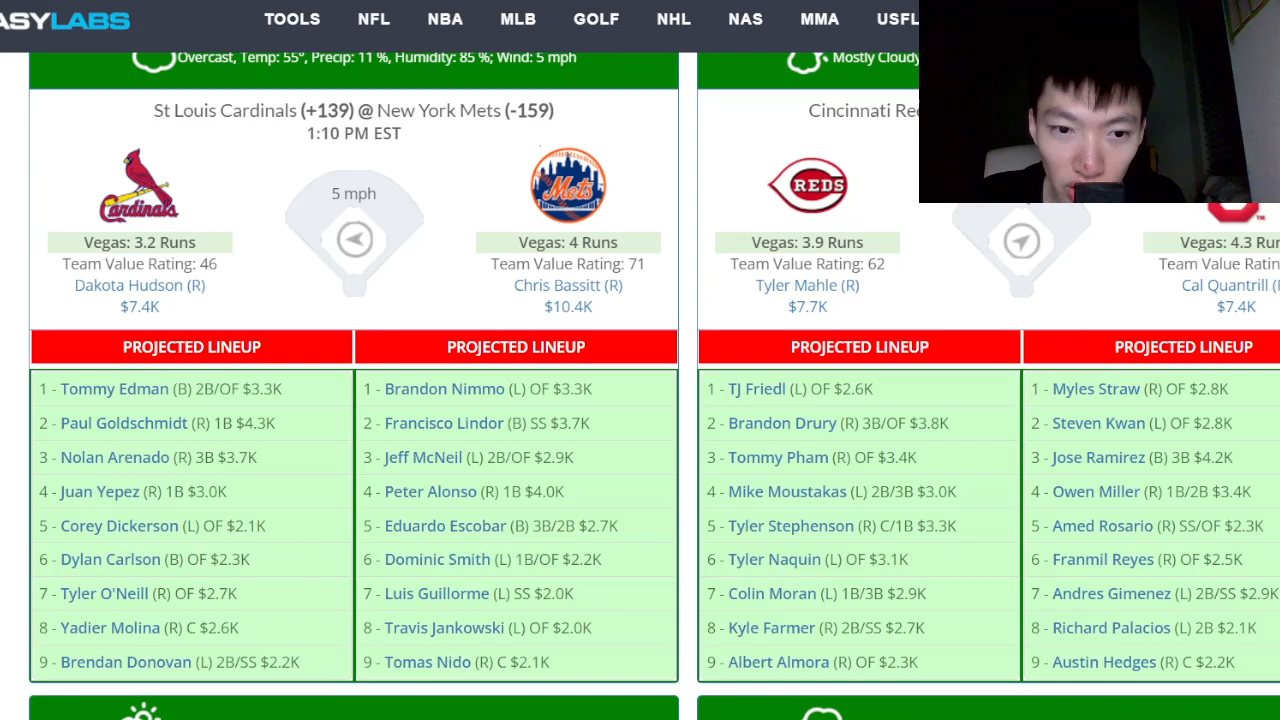 ASYLABS
TOOLS NFL NBA MLB GOLF NHL NAS MMA USFL
Overcast, Temp: 55°, Precip: 11 %, Humidity: 85 %; Wind: 5 mph
St Louis Cardinals (+139) @ New York Mets (-159)
1:10 PM EST
Cardinals
5 mph
Mets
Vegas: 3.2 Runs
Vegas: 4 Runs
Team Value Rating: 46
Team Value Rating: 71
Dakota Hudson (R)
Chris Bassitt (R)
$7.4K
$10.4K
PROJECTED LINEUP
PROJECTED LINEUP
1 - Tommy Edman (B) 2B/OF $3.3K
2 - Paul Goldschmidt (R) 1B $4.3K
3 - Nolan Arenado (R) 3B $3.7K
4 - Juan Yepez (R) 1B $3.0K
5 - Corey Dickerson (L) OF $2.1K
6 - Dylan Carlson (B) OF $2.3K
7 - Tyler O'Neill (R) OF $2.7K
8 - Yadier Molina (R) C $2.6K
9 - Brendan Donovan (L) 2B/SS $2.2K
1 - Brandon Nimmo (L) OF $3.3K
2 - Francisco Lindor (B) SS $3.7K
3 - Jeff McNeil (L) 2B/OF $2.9K
4 - Peter Alonso (R) 1B $4.0K
5 - Eduardo Escobar (B) 3B/2B $2.7K
6 - Dominic Smith (L) 1B/OF $2.2K
7 - Luis Guillorme (L) SS $2.0K
8 - Travis Jankowski (L) OF $2.0K
9 - Tomas Nido (R) C $2.1K
Mostly Cloudy
Cincinnati Re
REDS
TM
Vegas: 3.9 Runs
Vegas: 4.3 Run
Team Value Rating: 62
Team Value Rating
Tyler Mahle (R)
Cal Quantrill (R
$7.7K
$7.4K
PROJECTED LINEUP
PROJECTED LINEUP
1 - TJ Friedl (L) OF $2.6K
2 - Brandon Drury (R) 3B/OF $3.8K
3 - Tommy Pham (R) OF $3.4K
4 - Mike Moustakas (L) 2B/3B $3.0K
5 - Tyler Stephenson (R) C/1B $3.3K
6 - Tyler Naquin (L) OF $3.1K
7 - Colin Moran (L) 1B/3B $2.9K
8 - Kyle Farmer (R) 2B/SS $2.7K
9 - Albert Almora (R) OF $2.3K
1 - Myles Straw (R) OF $2.8K
2 - Steven Kwan (L) OF $2.8K
3 - Jose Ramirez (B) 3B $4.2K
4 - Owen Miller (R) 1B/2B $3.4K
5 - Amed Rosario (R) SS/OF $2.3K
6 - Franmil Reyes (R) OF $2.5K
7 - Andres Gimenez (L) 2B/SS $2.9K
8 - Richard Palacios (L) 2B $2.1K
9 - Austin Hedges (R) C $2.2K